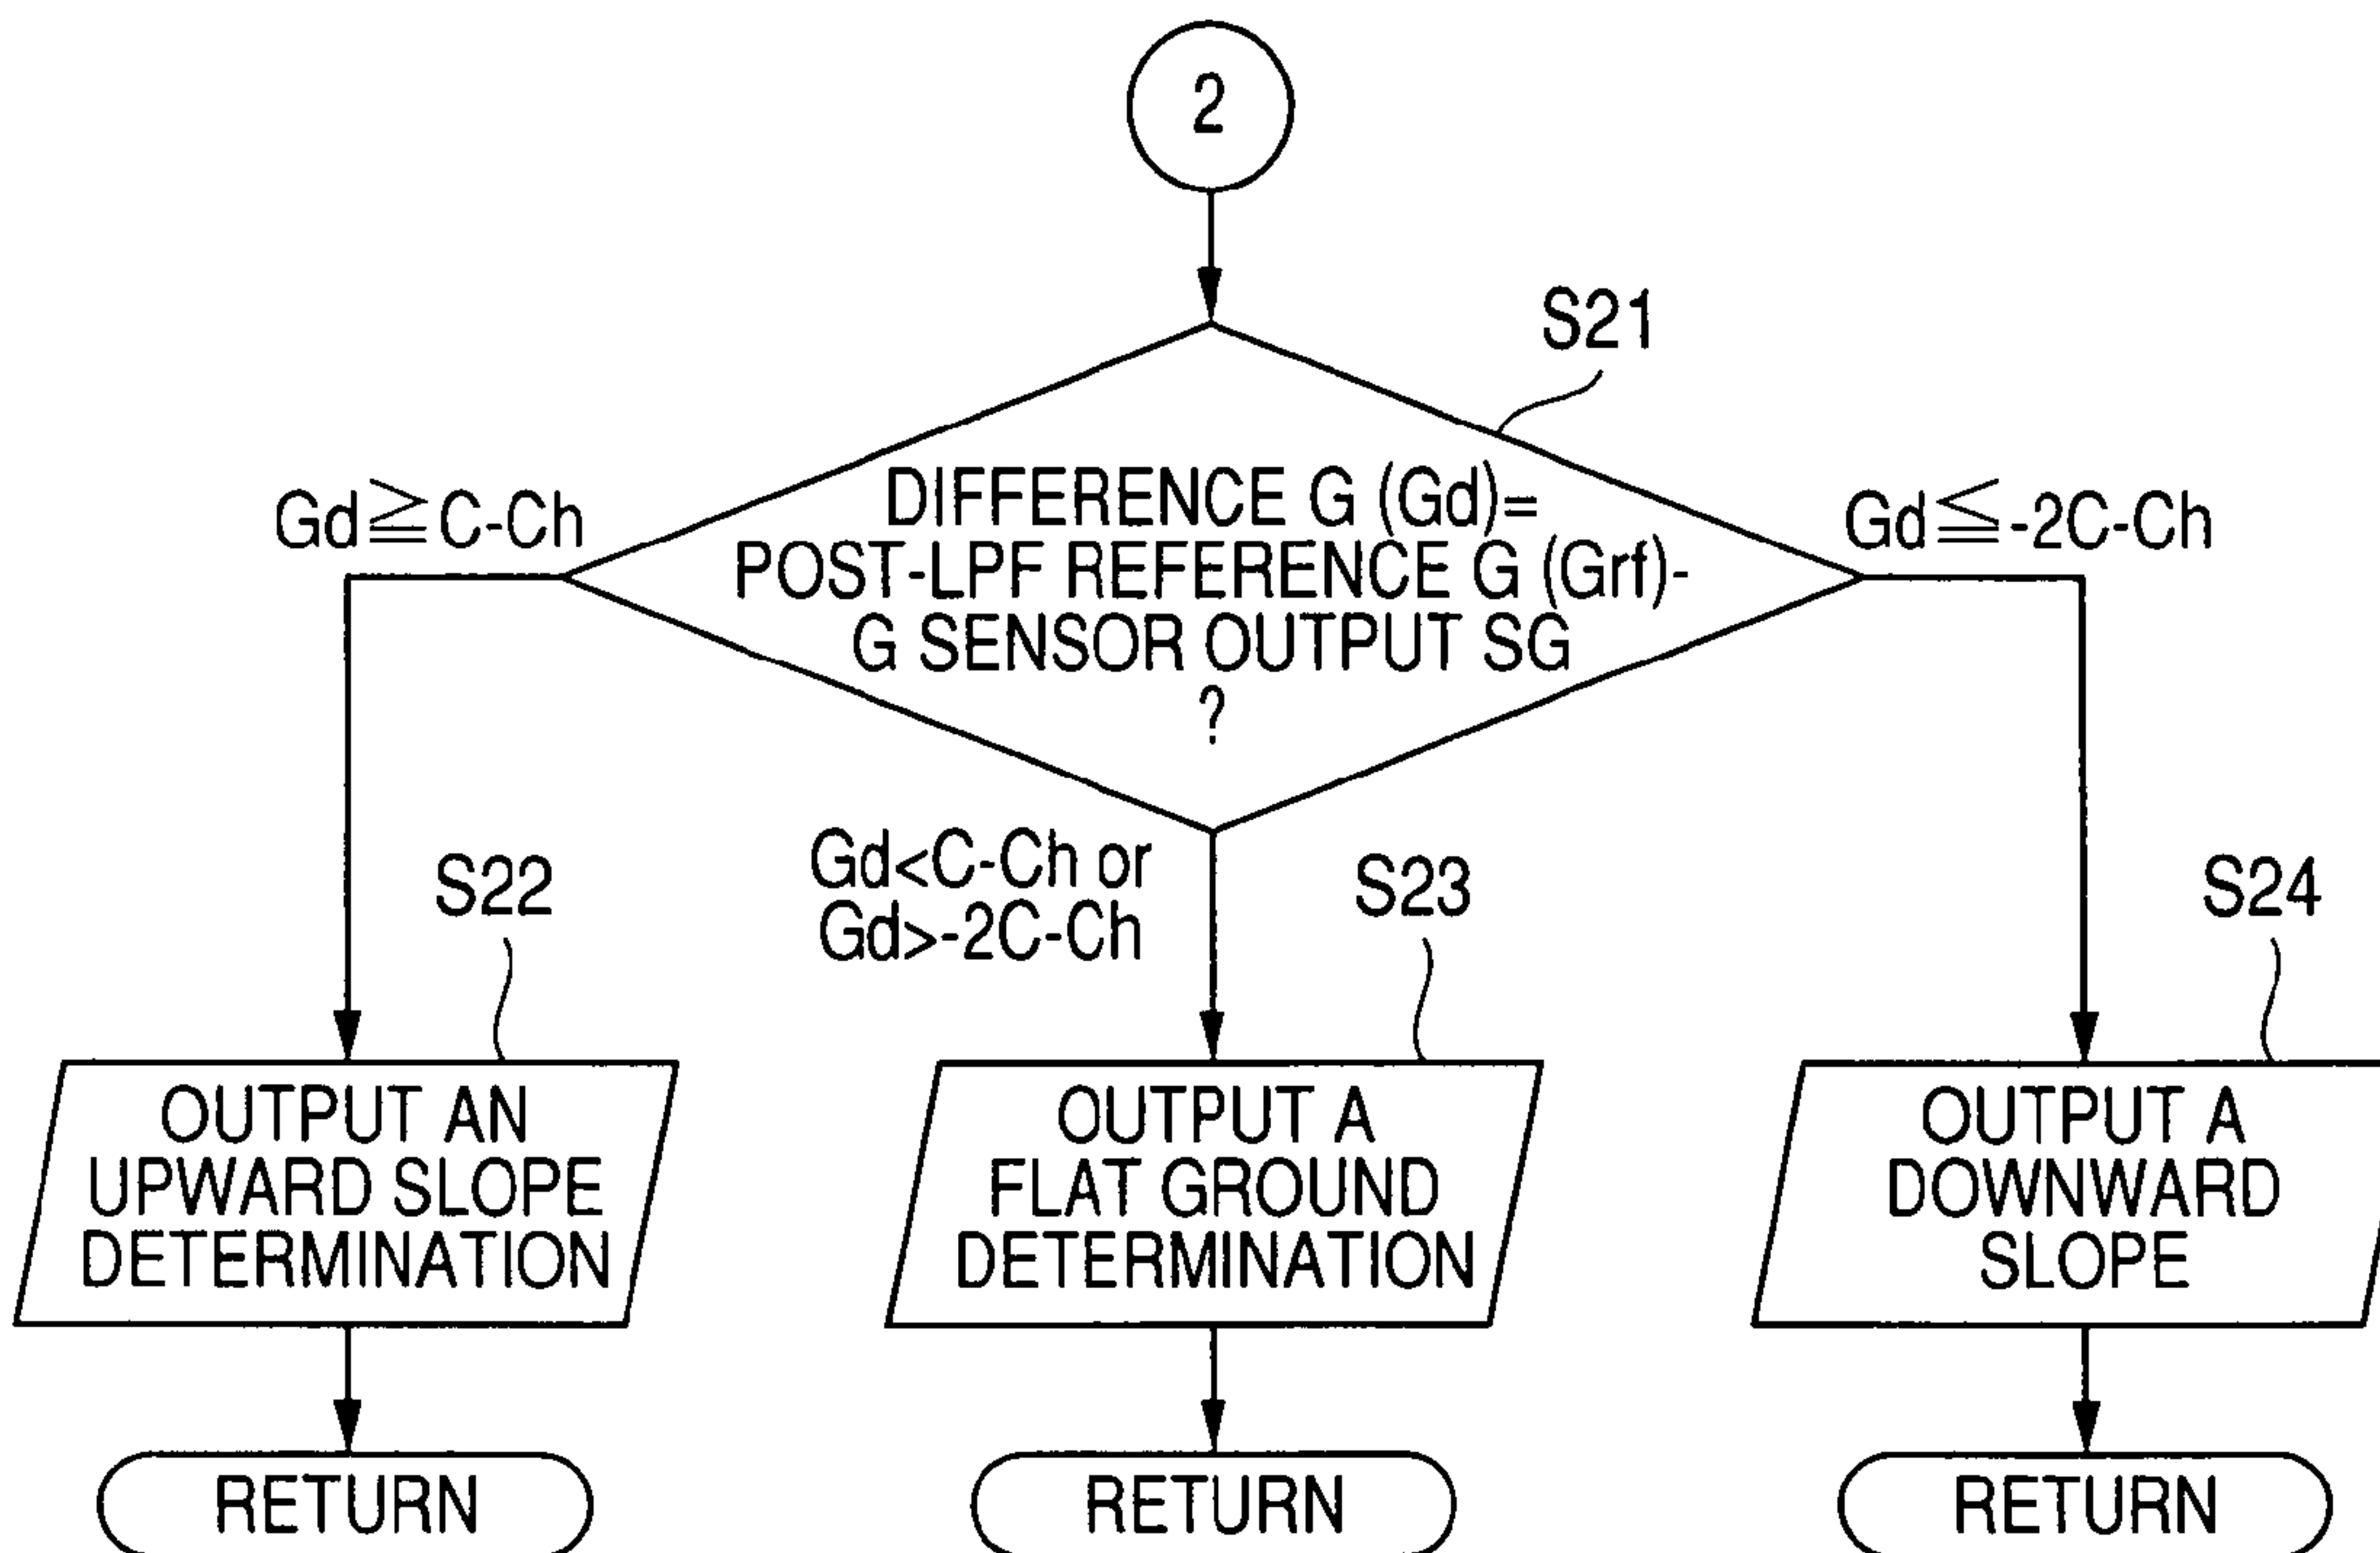 2
S21
DIFFERENCE G (Gd)=
POST-LPF REFERENCE G (Grf)-
G SENSOR OUTPUT SG
?
Gd≧C-Ch
Gd≦-2C-Ch
Gd<C-Ch or
Gd>-2C-Ch
S22
S23
S24
OUTPUT AN
UPWARD SLOPE
DETERMINATION
OUTPUT A
FLAT GROUND
DETERMINATION
OUTPUT A
DOWNWARD
SLOPE
RETURN
RETURN
RETURN